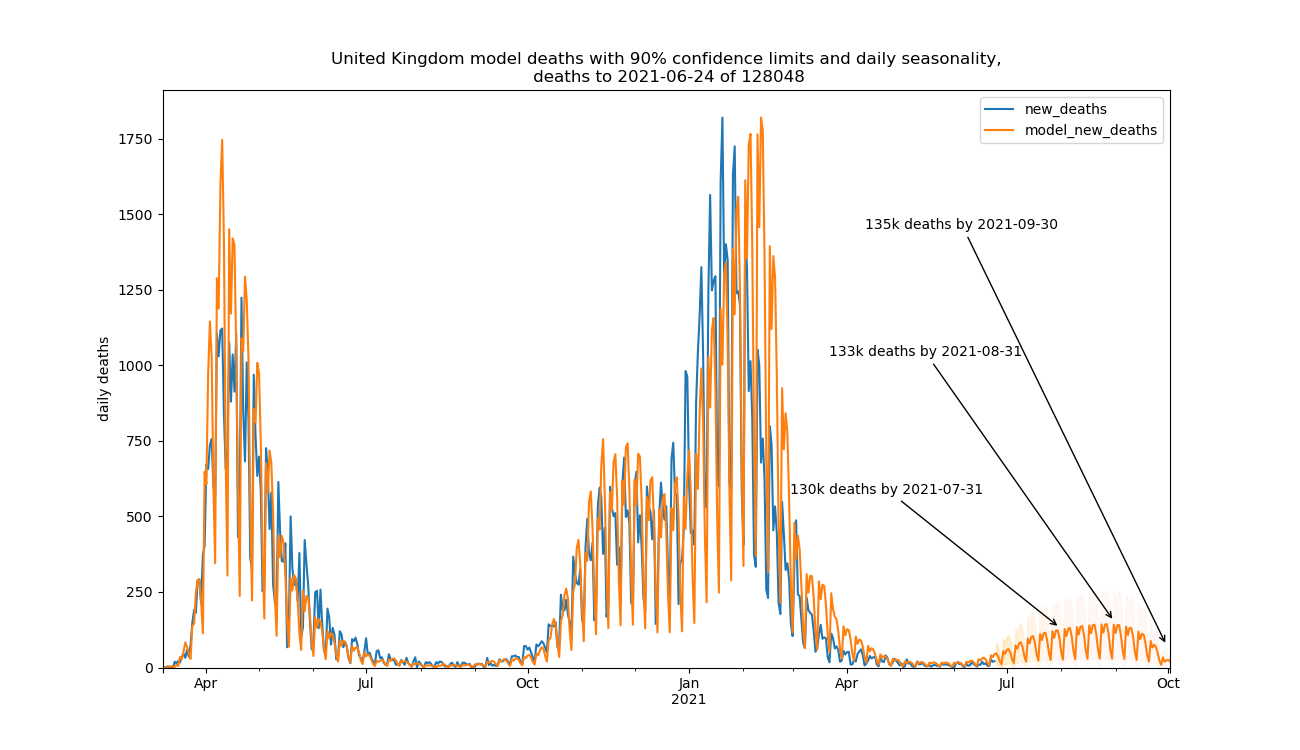 United Kingdom model deaths with 90% confidence limits and daily seasonality,
deaths to 2021-06-24 of 128048
new_deaths
model_new_deaths
135k deaths by 2021-09-30
133k deaths by 2021-08-31
130k deaths by 2021-07-31
daily deaths
1750
1500
1250
1000
750
500
250
0
Apr
Jul
Oct
Jan
2021
Apr
Jul
Oct